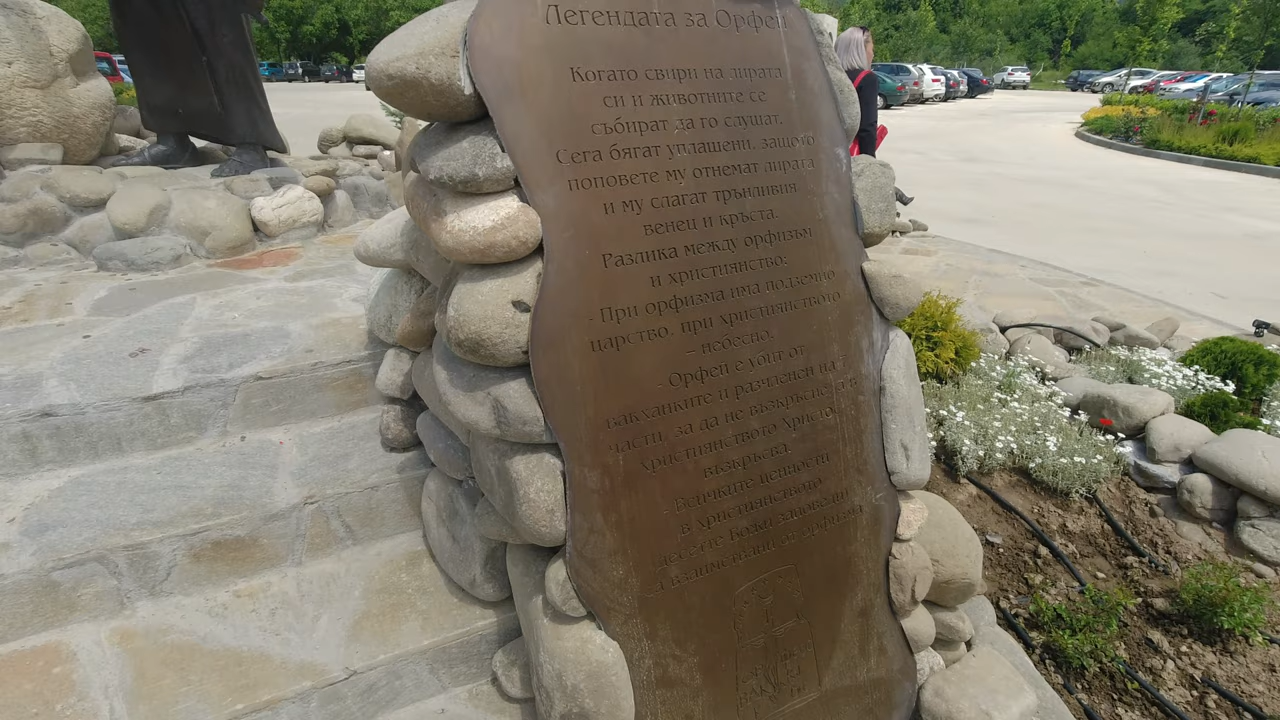 Легендата за Орфей
Когато свири на лирата
си и животните се
събират да го слушат.
Сега бягат уплашени, защото
поповете му отнемат лирата
и му слагат трънливия
венец и кръста.
Разлика между орфизъм
и християнство:
- При орфизма има подземно
царство, при християнството
– небесно.
- Орфей е убит от
вакханките и разчленен на 7
части, за да не възкръсне, а в
християнството Христос
възкръсва.
- Всичките ценности
в християнството
десетте Божи заповеди
са взаимствани от орфизма.